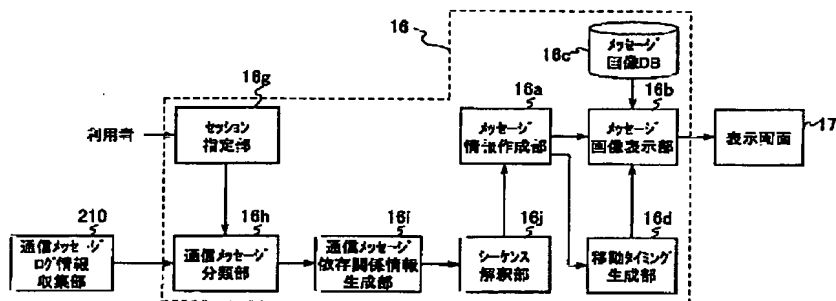 16
16c
メッセージ
画像DB
16g
16a
16b
17
利用者
セッション
指定部
メッセージ
情報作成部
メッセージ
画像表示部
表示画面
210
16h
16i
16j
16d
通信メッセージ
ログ情報
収集部
通信メッセージ
分類部
通信メッセージ
依存関係情報
生成部
シーケンス
解釈部
移動タイミング
生成部